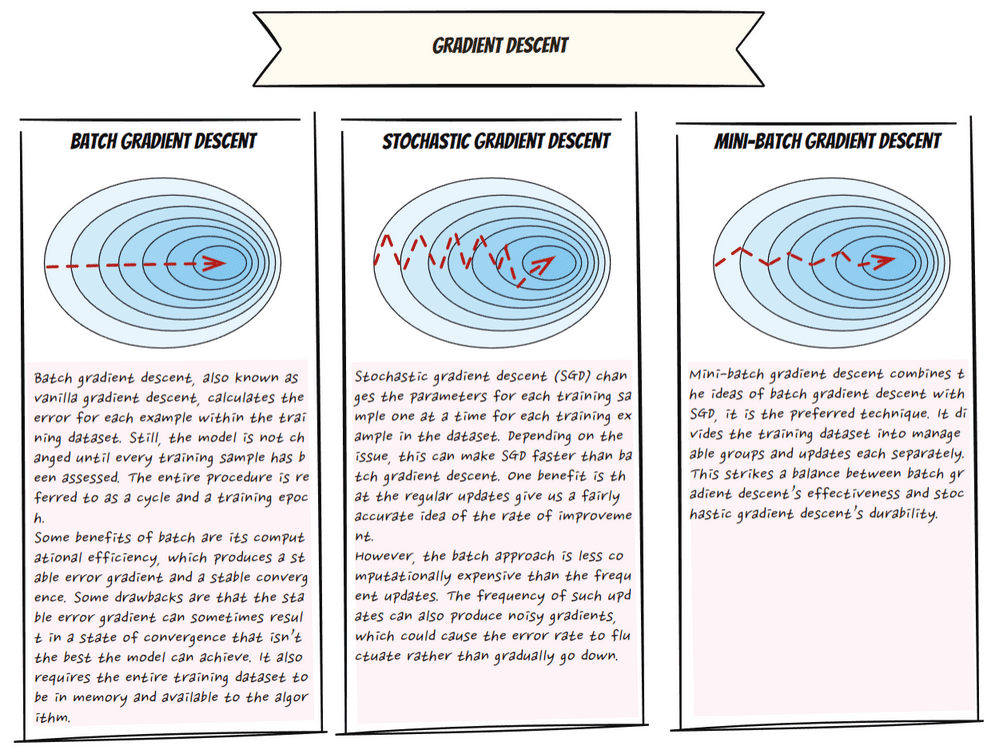 GRADIENT DESCENT
BATCH GRADIENT DESCENT
Batch gradient descent, also known as
vanilla gradient descent, calculates the
error for each example within the trai
ning dataset. Still, the model is not ch
anged until every training sample has b
een assessed. The entire procedure is re
ferred to as a cycle and a training epoc
h.
Some benefits of batch are its comput
ational efficiency, which produces a st
able error gradient and a stable converg
ence. Some drawbacks are that the sta
ble error gradient can sometimes resul
t in a state of convergence that isn't
the best the model can achieve. It also
requires the entire training dataset to
be in memory and available to the algor
ithm.
STOCHASTIC GRADIENT DESCENT
Stochastic gradient descent (SGD) chan
ges the parameters for each training sa
mple one at a time for each training ex
ample in the dataset. Depending on the
issue, this can make SGD faster than ba
tch gradient descent. One benefit is th
at the regular updates give us a fairly
accurate idea of the rate of improveme
nt.
However, the batch approach is less co
mputationally expensive than the frequ
ent updates. The frequency of such upd
ates can also produce noisy gradients,
which could cause the error rate to flu
ctuate rather than gradually go down.
MINI-BATCH GRADIENT DESCENT
Mini-batch gradient descent combines t
he ideas of batch gradient descent with
SGD, it is the preferred technique. It di
vides the training dataset into manage
able groups and updates each separately.
This strikes a balance between batch gr
adient descent's effectiveness and stoc
hastic gradient descent's durability.